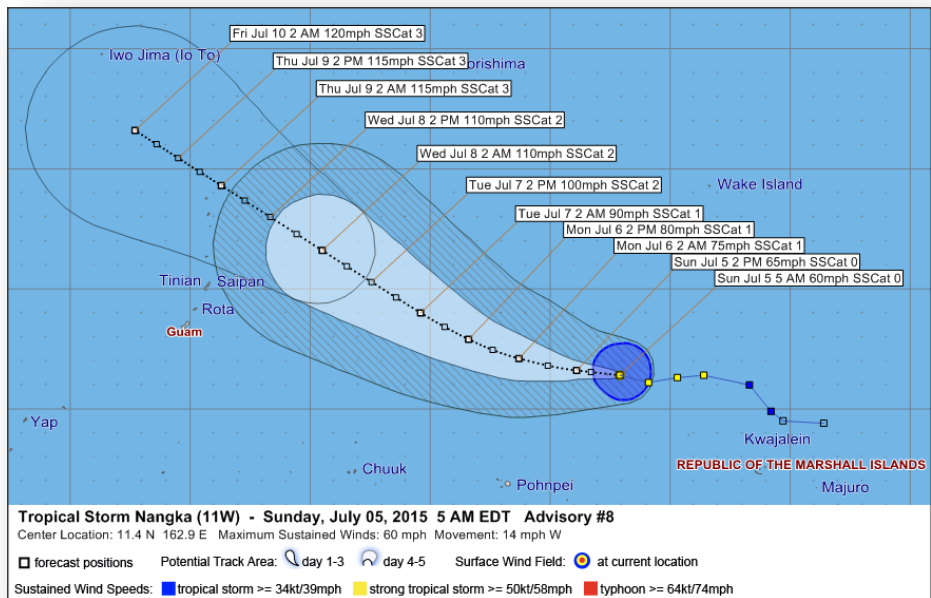 Fri Jul 10 2 AM 120mph SSCat 3
Iwo Jima (Io To)
Thu Jul 9 2 PM 115mph SSCat 3
orishima
Thu Jul 9 2 AM 115mph SSCat 3
Wed Jul 8 2 PM 110mph SSCat 2
Wed Jul 8 2 AM 110mph SSCat 2
Tue Jul 7 2 PM 100mph SSCat 2
Wake Island
Tue Jul 7 2 AM 90mph SSCat 1
Mon Jul 6 2 PM 80mph SSCat 1
Mon Jul 6 2 AM 75mph SSCat 1
Sun Jul 5 2 PM 65mph SSCat 0
Sun Jul 5 5 AM 60mph SSCat 0
Tinian
Saipan
Rota
Guam
Yap
Kwajalein
Chuuk
REPUBLIC OF THE MARSHALL ISLANDS
Pohnpei
Majuro
Tropical Storm Nangka (11W) - Sunday, July 05, 2015 5 AM EDT Advisory #8
Center Location: 11.4 N 162.9 E Maximum Sustained Winds: 60 mph Movement: 14 mph W
forecast positions Potential Track Area: day 1-3 day 4-5 Surface Wind Field: at current location
Sustained Wind Speeds: tropical storm >= 34kt/39mph strong tropical storm >= 50kt/58mph typhoon >= 64kt/74mph